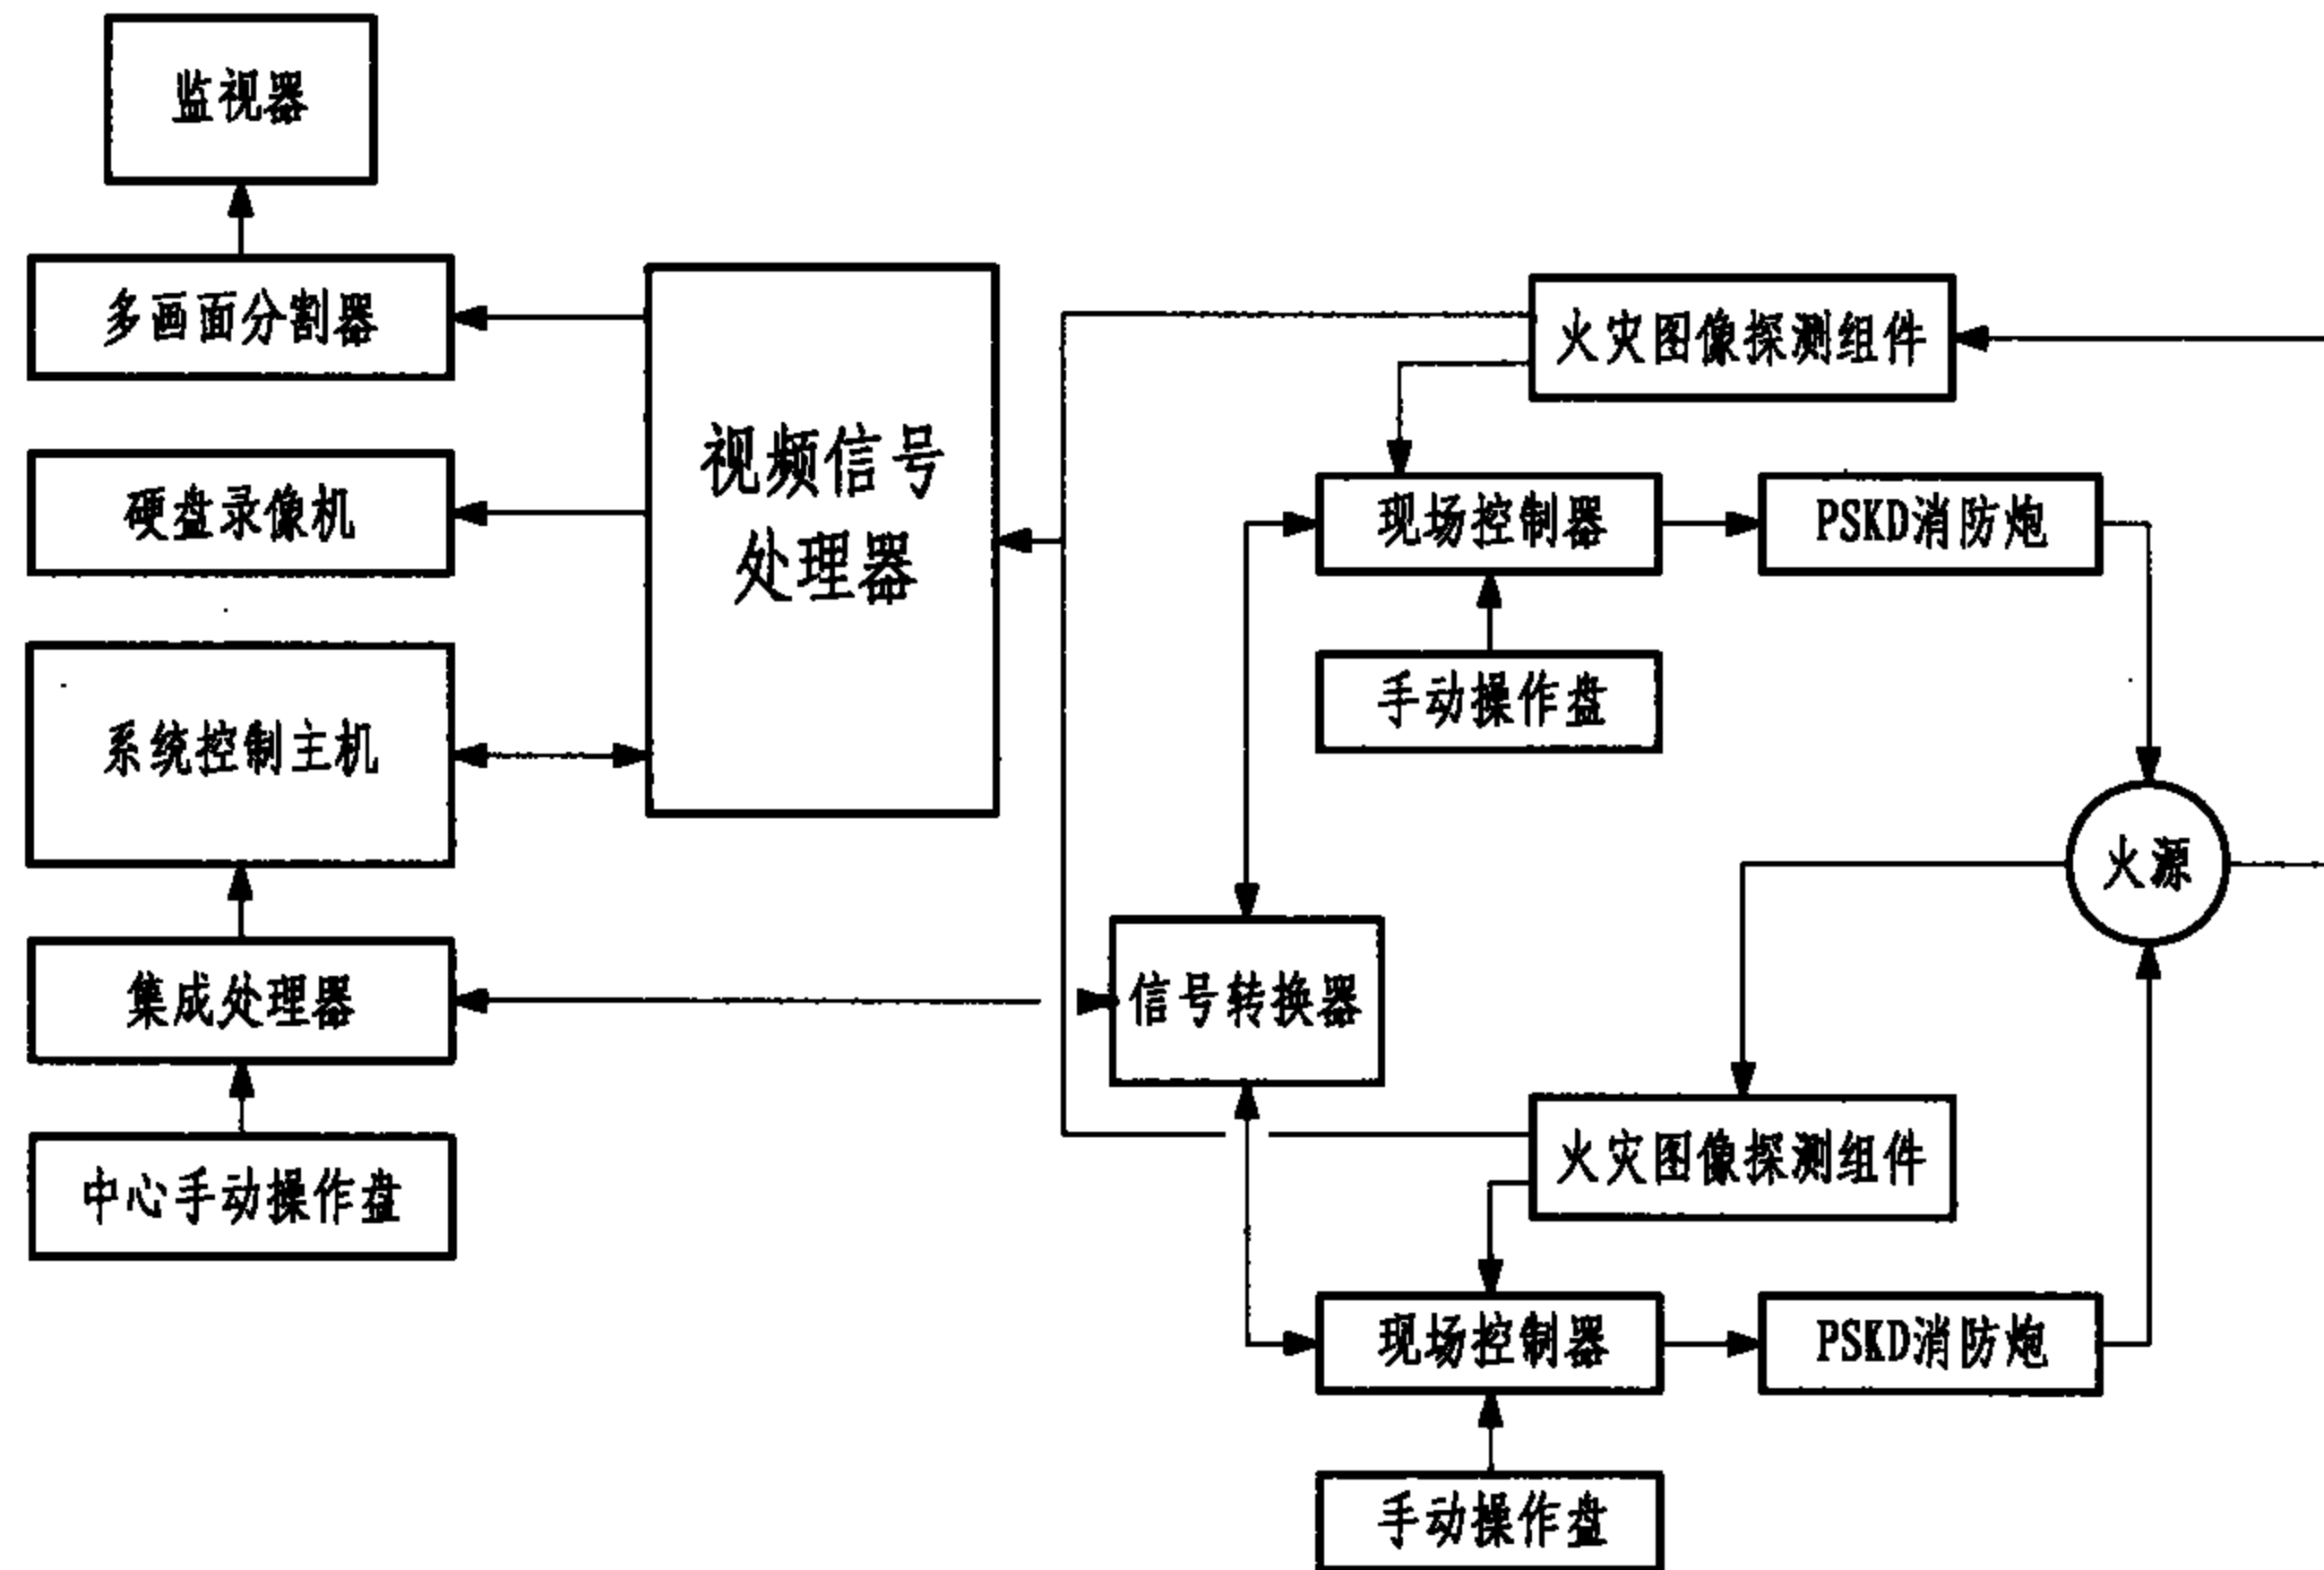 监视器
多画面分割器
硬盘录像机
系统控制主机
集成处理器
中心手动操作盘
视频信号
处理器
火灾图像探测组件
现场控制器
PSKD消防炮
手动操作盘
火源
信号转换器
火灾图像探测组件
现场控制器
PSKD消防炮
手动操作盘